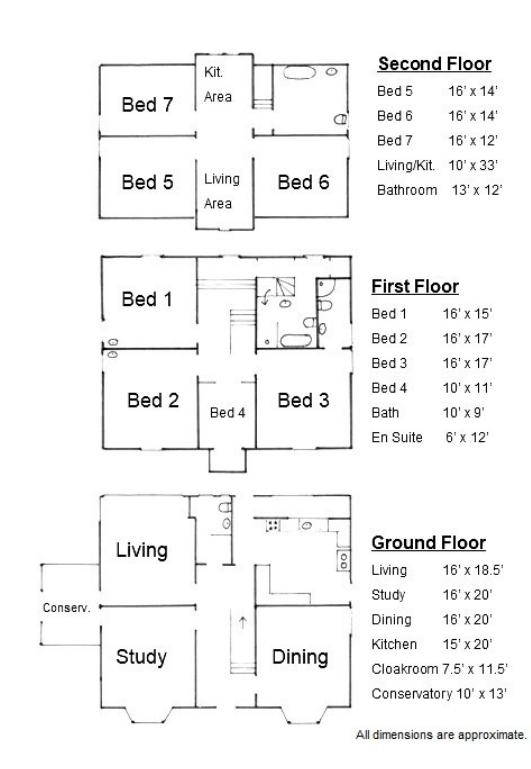 Kit.
Area
Bed 7
Bed 5
Living
Area
Bed 6
Second Floor
Bed 5 16' x 14'
Bed 6 16' x 14'
Bed 7 16' x 12'
Living/Kit. 10' x 33'
Bathroom 13' x 12'
Bed 1
Bed 2
Bed 4
Bed 3
First Floor
Bed 1 16' x 15'
Bed 2 16' x 17'
Bed 3 16' x 17'
Bed 4 10' x 11'
Bath 10' x 9'
En Suite 6' x 12'
Living
Conserv.
Study
Dining
Ground Floor
Living 16' x 18.5'
Study 16' x 20'
Dining 16' x 20'
Kitchen 15' x 20'
Cloakroom 7.5' x 11.5'
Conservatory 10' x 13'
All dimensions are approximate.